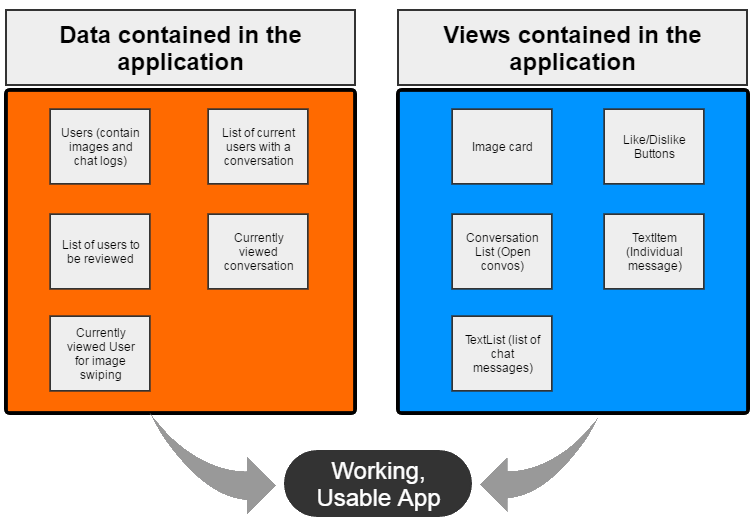 Data contained in the
application
Users (contain
images and
chat logs)
List of current
users with a
conversation
List of users to
be reviewed
Currently
viewed
conversation
Currently
viewed User
for image
swiping
Views contained in the
application
Image card
Like/Dislike
Buttons
Conversation
List (Open
convos)
TextItem
(Individual
message)
TextList (list of
chat
messages)
Working,
Usable App